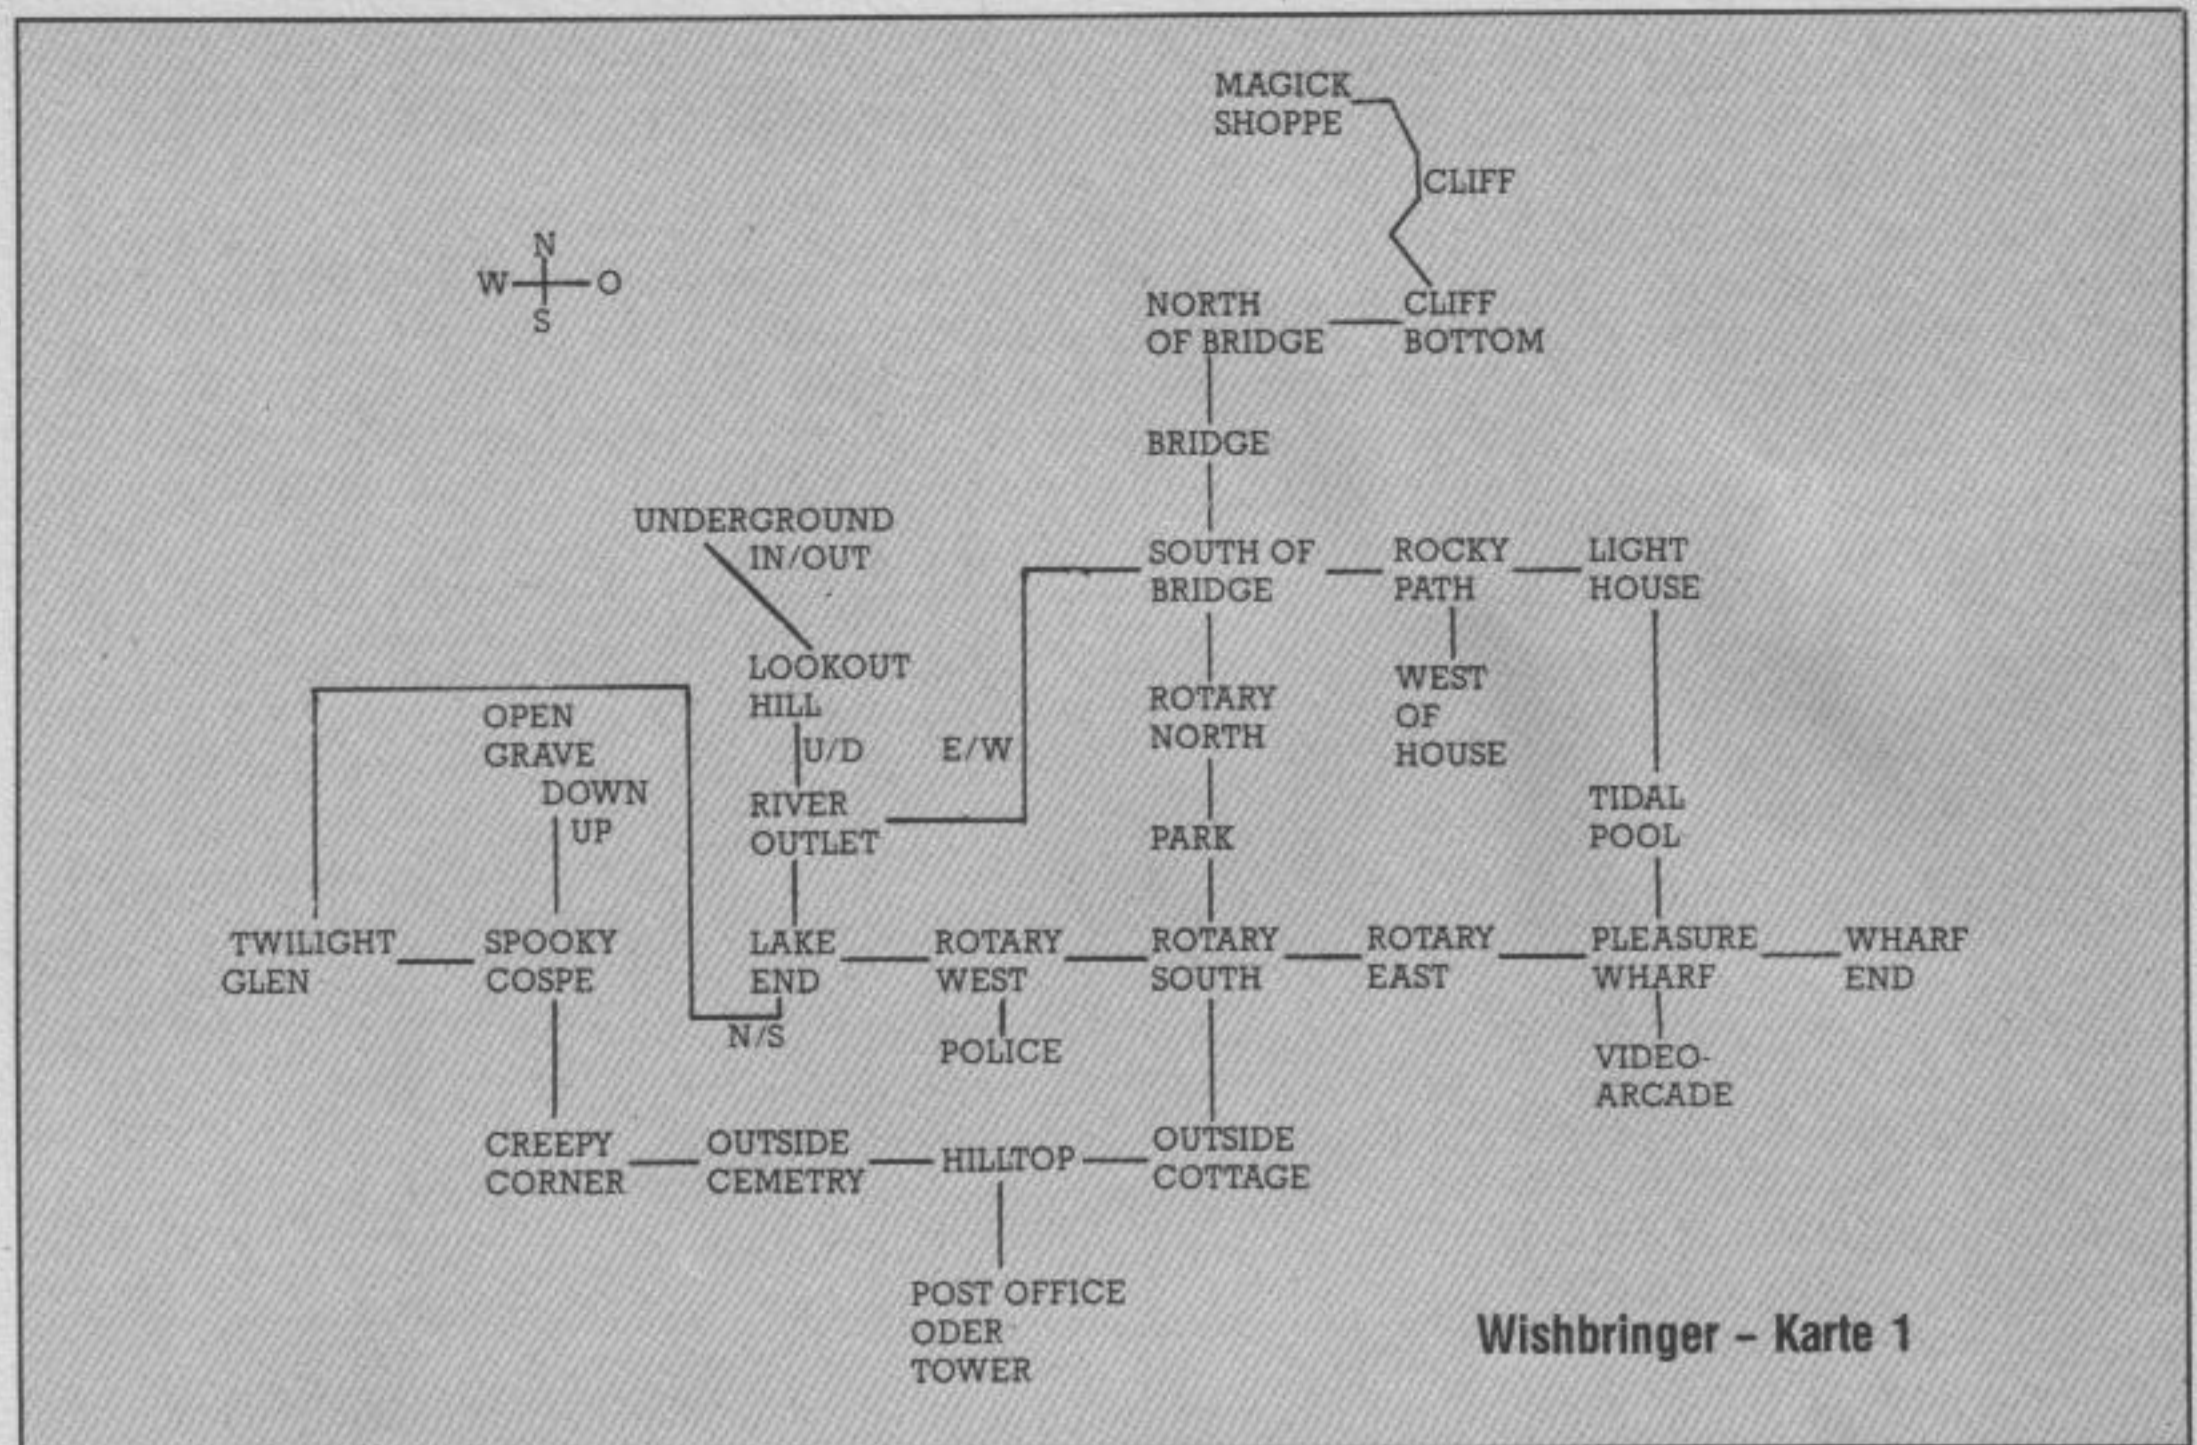 MAGICK
SHOPPE
CLIFF
N
W O
S
NORTH
OF BRIDGE
CLIFF
BOTTOM
BRIDGE
UNDERGROUND
IN/OUT
SOUTH OF
BRIDGE
ROCKY
PATH
LIGHT
HOUSE
LOOKOUT
HILL
U/D
E/W
ROTARY
NORTH
WEST
OF
HOUSE
OPEN
GRAVE
DOWN
UP
RIVER
OUTLET
PARK
TIDAL
POOL
TWILIGHT
GLEN
SPOOKY
COSPE
LAKE
END
N/S
ROTARY
WEST
ROTARY
SOUTH
ROTARY
EAST
PLEASURE
WHARF
WHARF
END
POLICE
VIDEO-
ARCADE
CREEPY
CORNER
OUTSIDE
CEMETRY
HILLTOP
OUTSIDE
COTTAGE
POST OFFICE
ODER
TOWER
Wishbringer – Karte 1